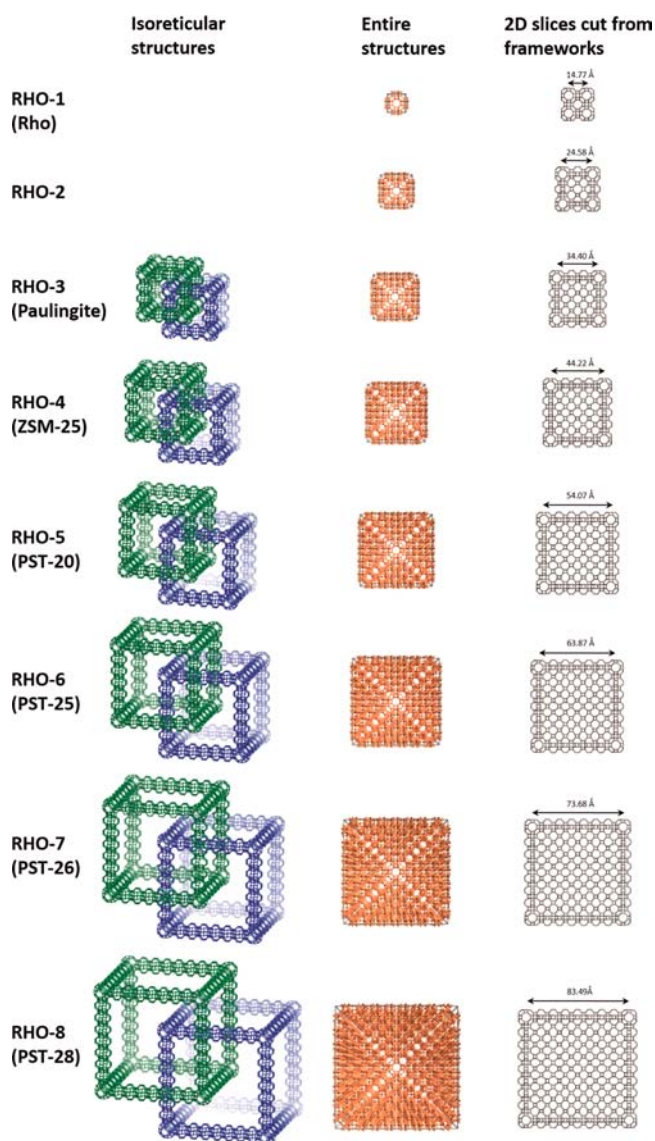 Isoreticular
structures
Entire
structures
2D slices cut from
frameworks
RHO-1
(Rho)
14.77 Å
RHO-2
24.58 Å
RHO-3
(Paulingite)
34.40 Å
RHO-4
(ZSM-25)
44.22 Å
RHO-5
(PST-20)
54.07 Å
RHO-6
(PST-25)
63.87 Å
RHO-7
(PST-26)
73.68 Å
RHO-8
(PST-28)
83.49Å